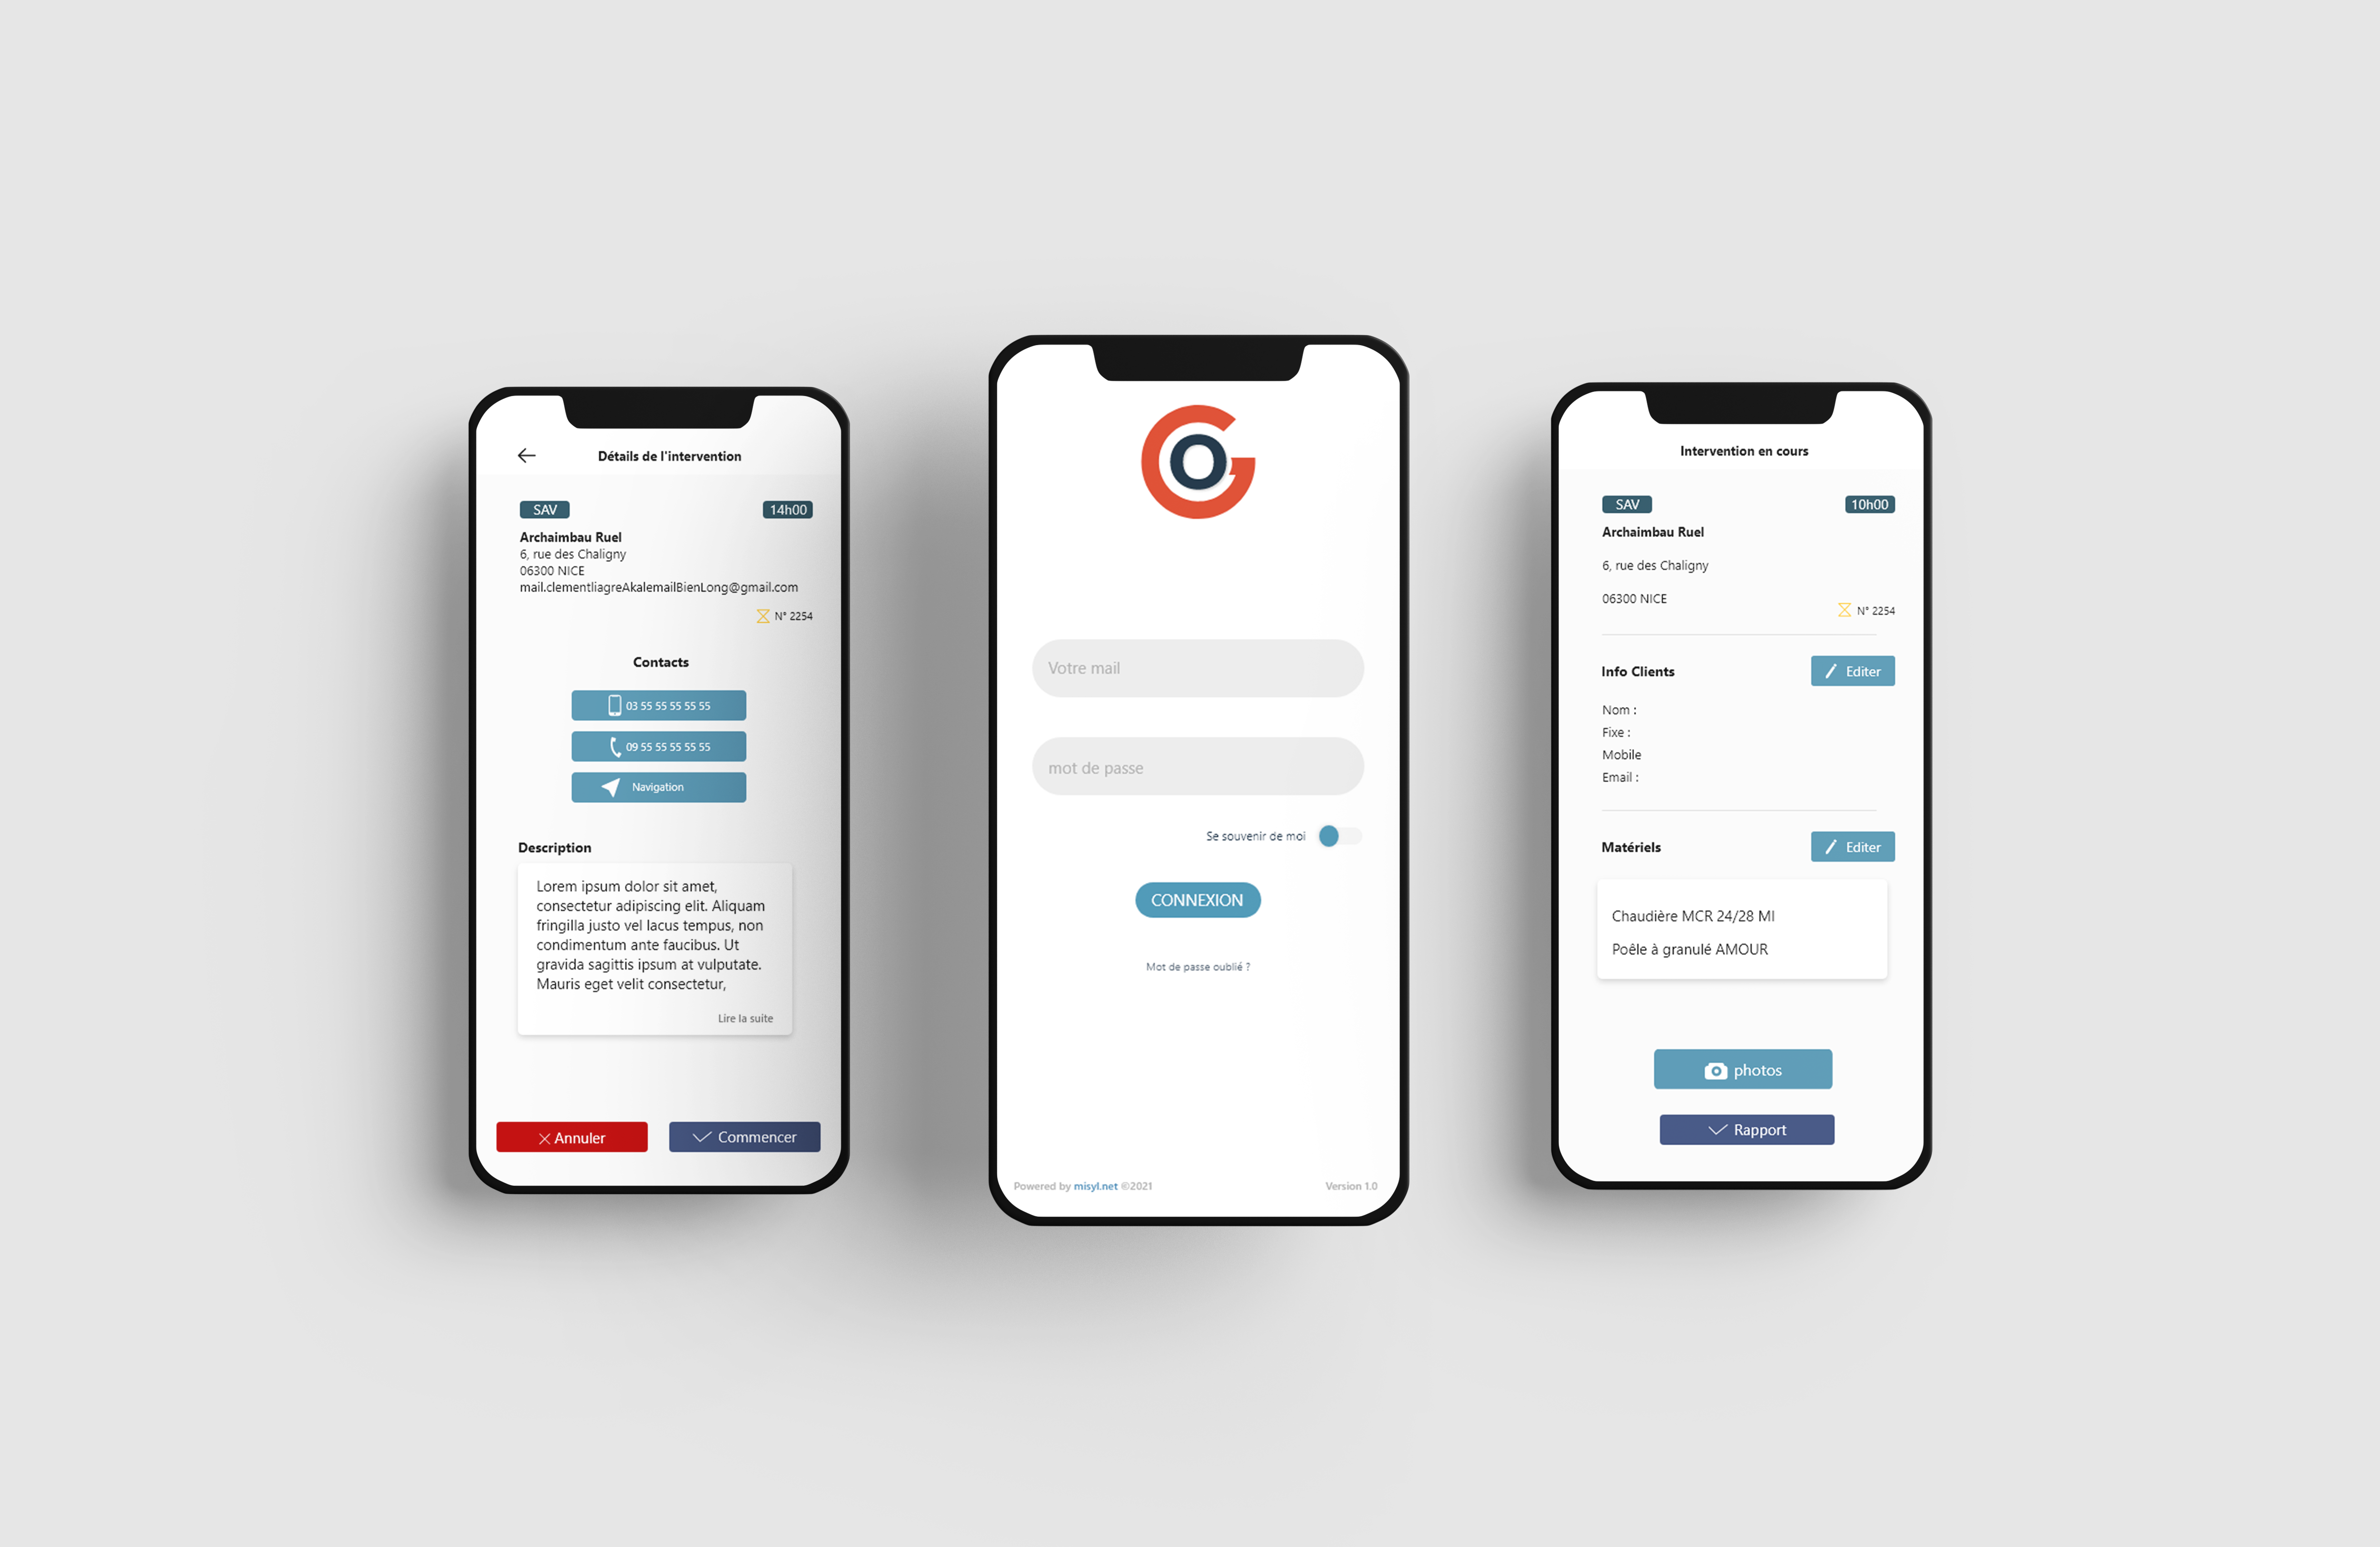 Détails de l'intervention
SAV
14h00
Archaimbau Ruel
6, rue des Chaligny
06300 NICE
mail.clementliagreAkalemailBienLong@gmail.com
N° 2254
Contacts
03 55 55 55 55 55
09 55 55 55 55 55
Navigation
Description
Lorem ipsum dolor sit amet,
consectetur adipiscing elit. Aliquam
fringilla justo vel lacus tempus, non
condimentum ante faucibus. Ut
gravida sagittis ipsum at vulputate.
Mauris eget velit consectetur,
Lire la suite
Annuler
Commencer
GO
Votre mail
mot de passe
Se souvenir de moi
CONNEXION
Mot de passe oublié ?
Powered by misyl.net ©2021
Version 1.0
Intervention en cours
SAV
10h00
Archaimbau Ruel
6, rue des Chaligny
06300 NICE
N° 2254
Info Clients
Editer
Nom :
Fixe :
Mobile
Email :
Matériels
Editer
Chaudière MCR 24/28 MI
Poêle à granulé AMOUR
photos
Rapport